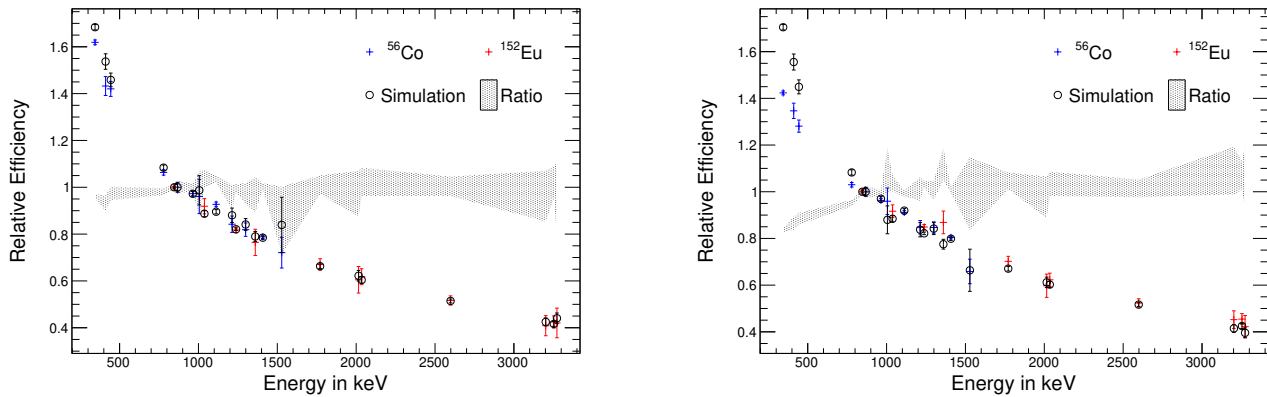 Relative Efficiency
1.6
1.4
1.2
1
0.8
0.6
0.4
⁵⁶Co
¹⁵²Eu
Simulation
Ratio
500 1000 1500 2000 2500 3000
Energy in keV
Relative Efficiency
1.6
1.4
1.2
1
0.8
0.6
0.4
⁵⁶Co
¹⁵²Eu
Simulation
Ratio
500 1000 1500 2000 2500 3000
Energy in keV